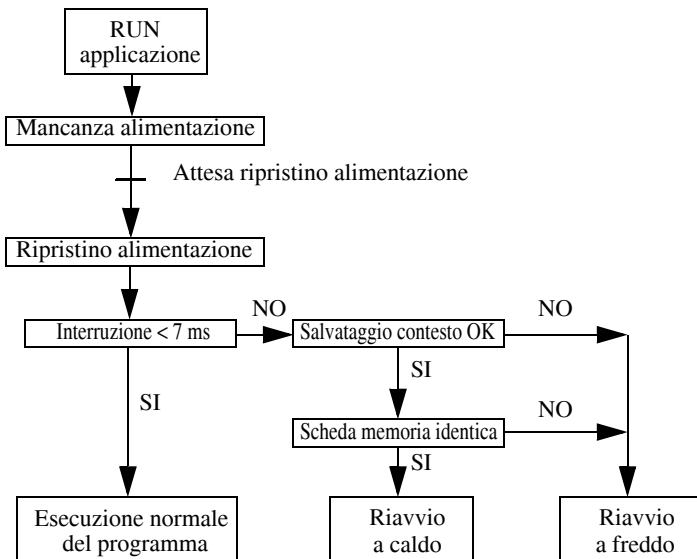 RUN
applicazione
Mancanza alimentazione
Attesa ripristino alimentazione
Ripristino alimentazione
Interruzione < 7 ms
NO
Salvataggio contesto OK
NO
SI
SI
Scheda memoria identica
NO
SI
Esecuzione normale
del programma
Riavvio
a caldo
Riavvio
a freddo